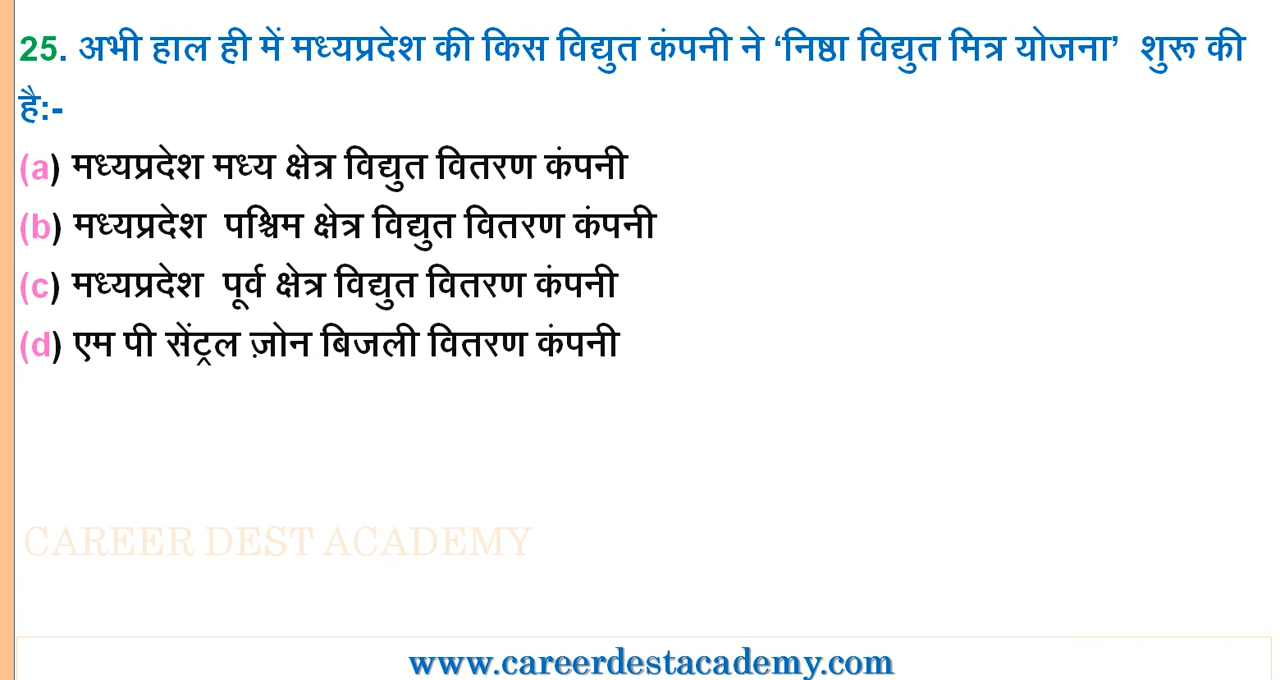 25. अभी हाल ही में मध्यप्रदेश की किस विद्युत कंपनी ने ‘निष्ठा विद्युत मित्र योजना’ शुरू की
है:-
(a) मध्यप्रदेश मध्य क्षेत्र विद्युत वितरण कंपनी
(b) मध्यप्रदेश पश्चिम क्षेत्र विद्युत वितरण कंपनी
(c) मध्यप्रदेश पूर्व क्षेत्र विद्युत वितरण कंपनी
(d) एम पी सेंट्रल ज़ोन बिजली वितरण कंपनी
CAREER DEST ACADEMY
www.careerdestacademy.com